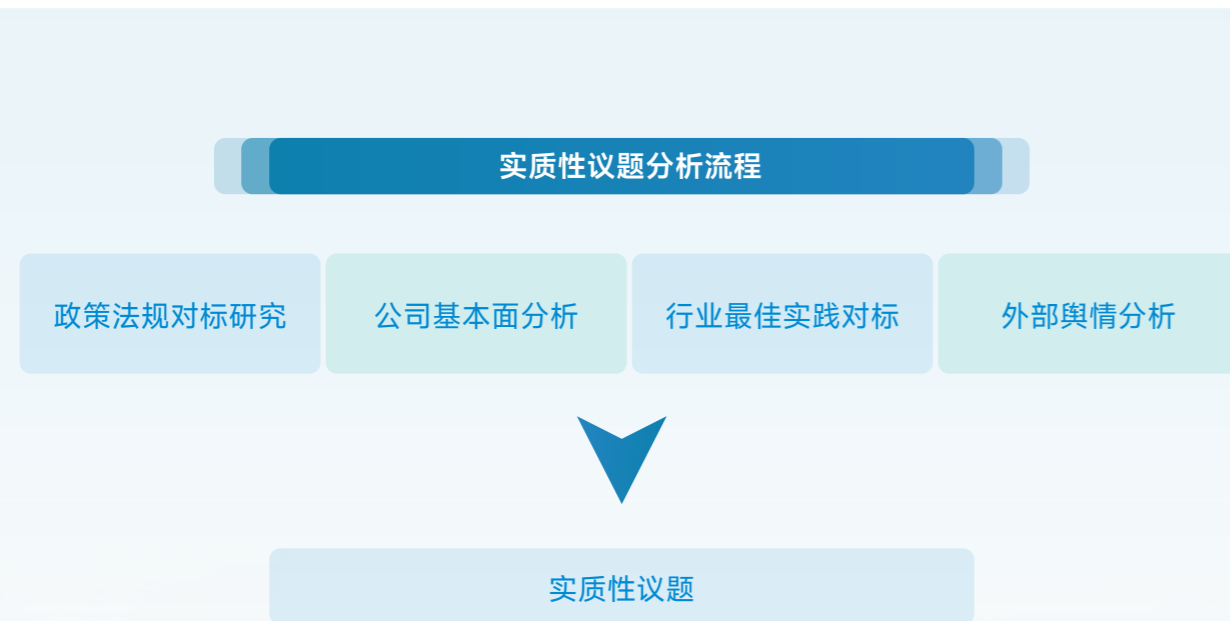 实质性议题分析流程
政策法规对标研究
公司基本面分析
行业最佳实践对标
外部舆情分析
实质性议题